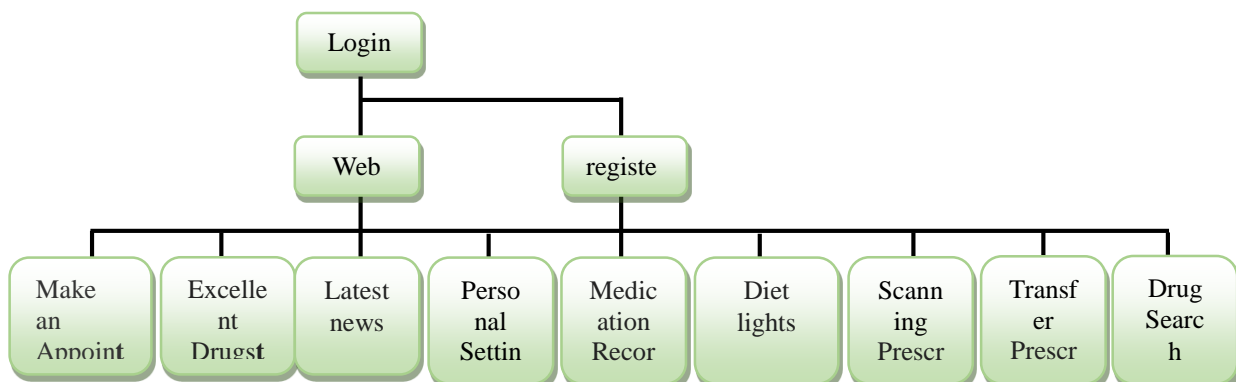 Login
Web
registe
Make
an
Appoint
Excelle
nt
Drugst
Latest
news
Perso
nal
Settin
Medic
ation
Recor
Diet
lights
Scann
ing
Prescr
Transf
er
Prescr
Drug
Searc
h